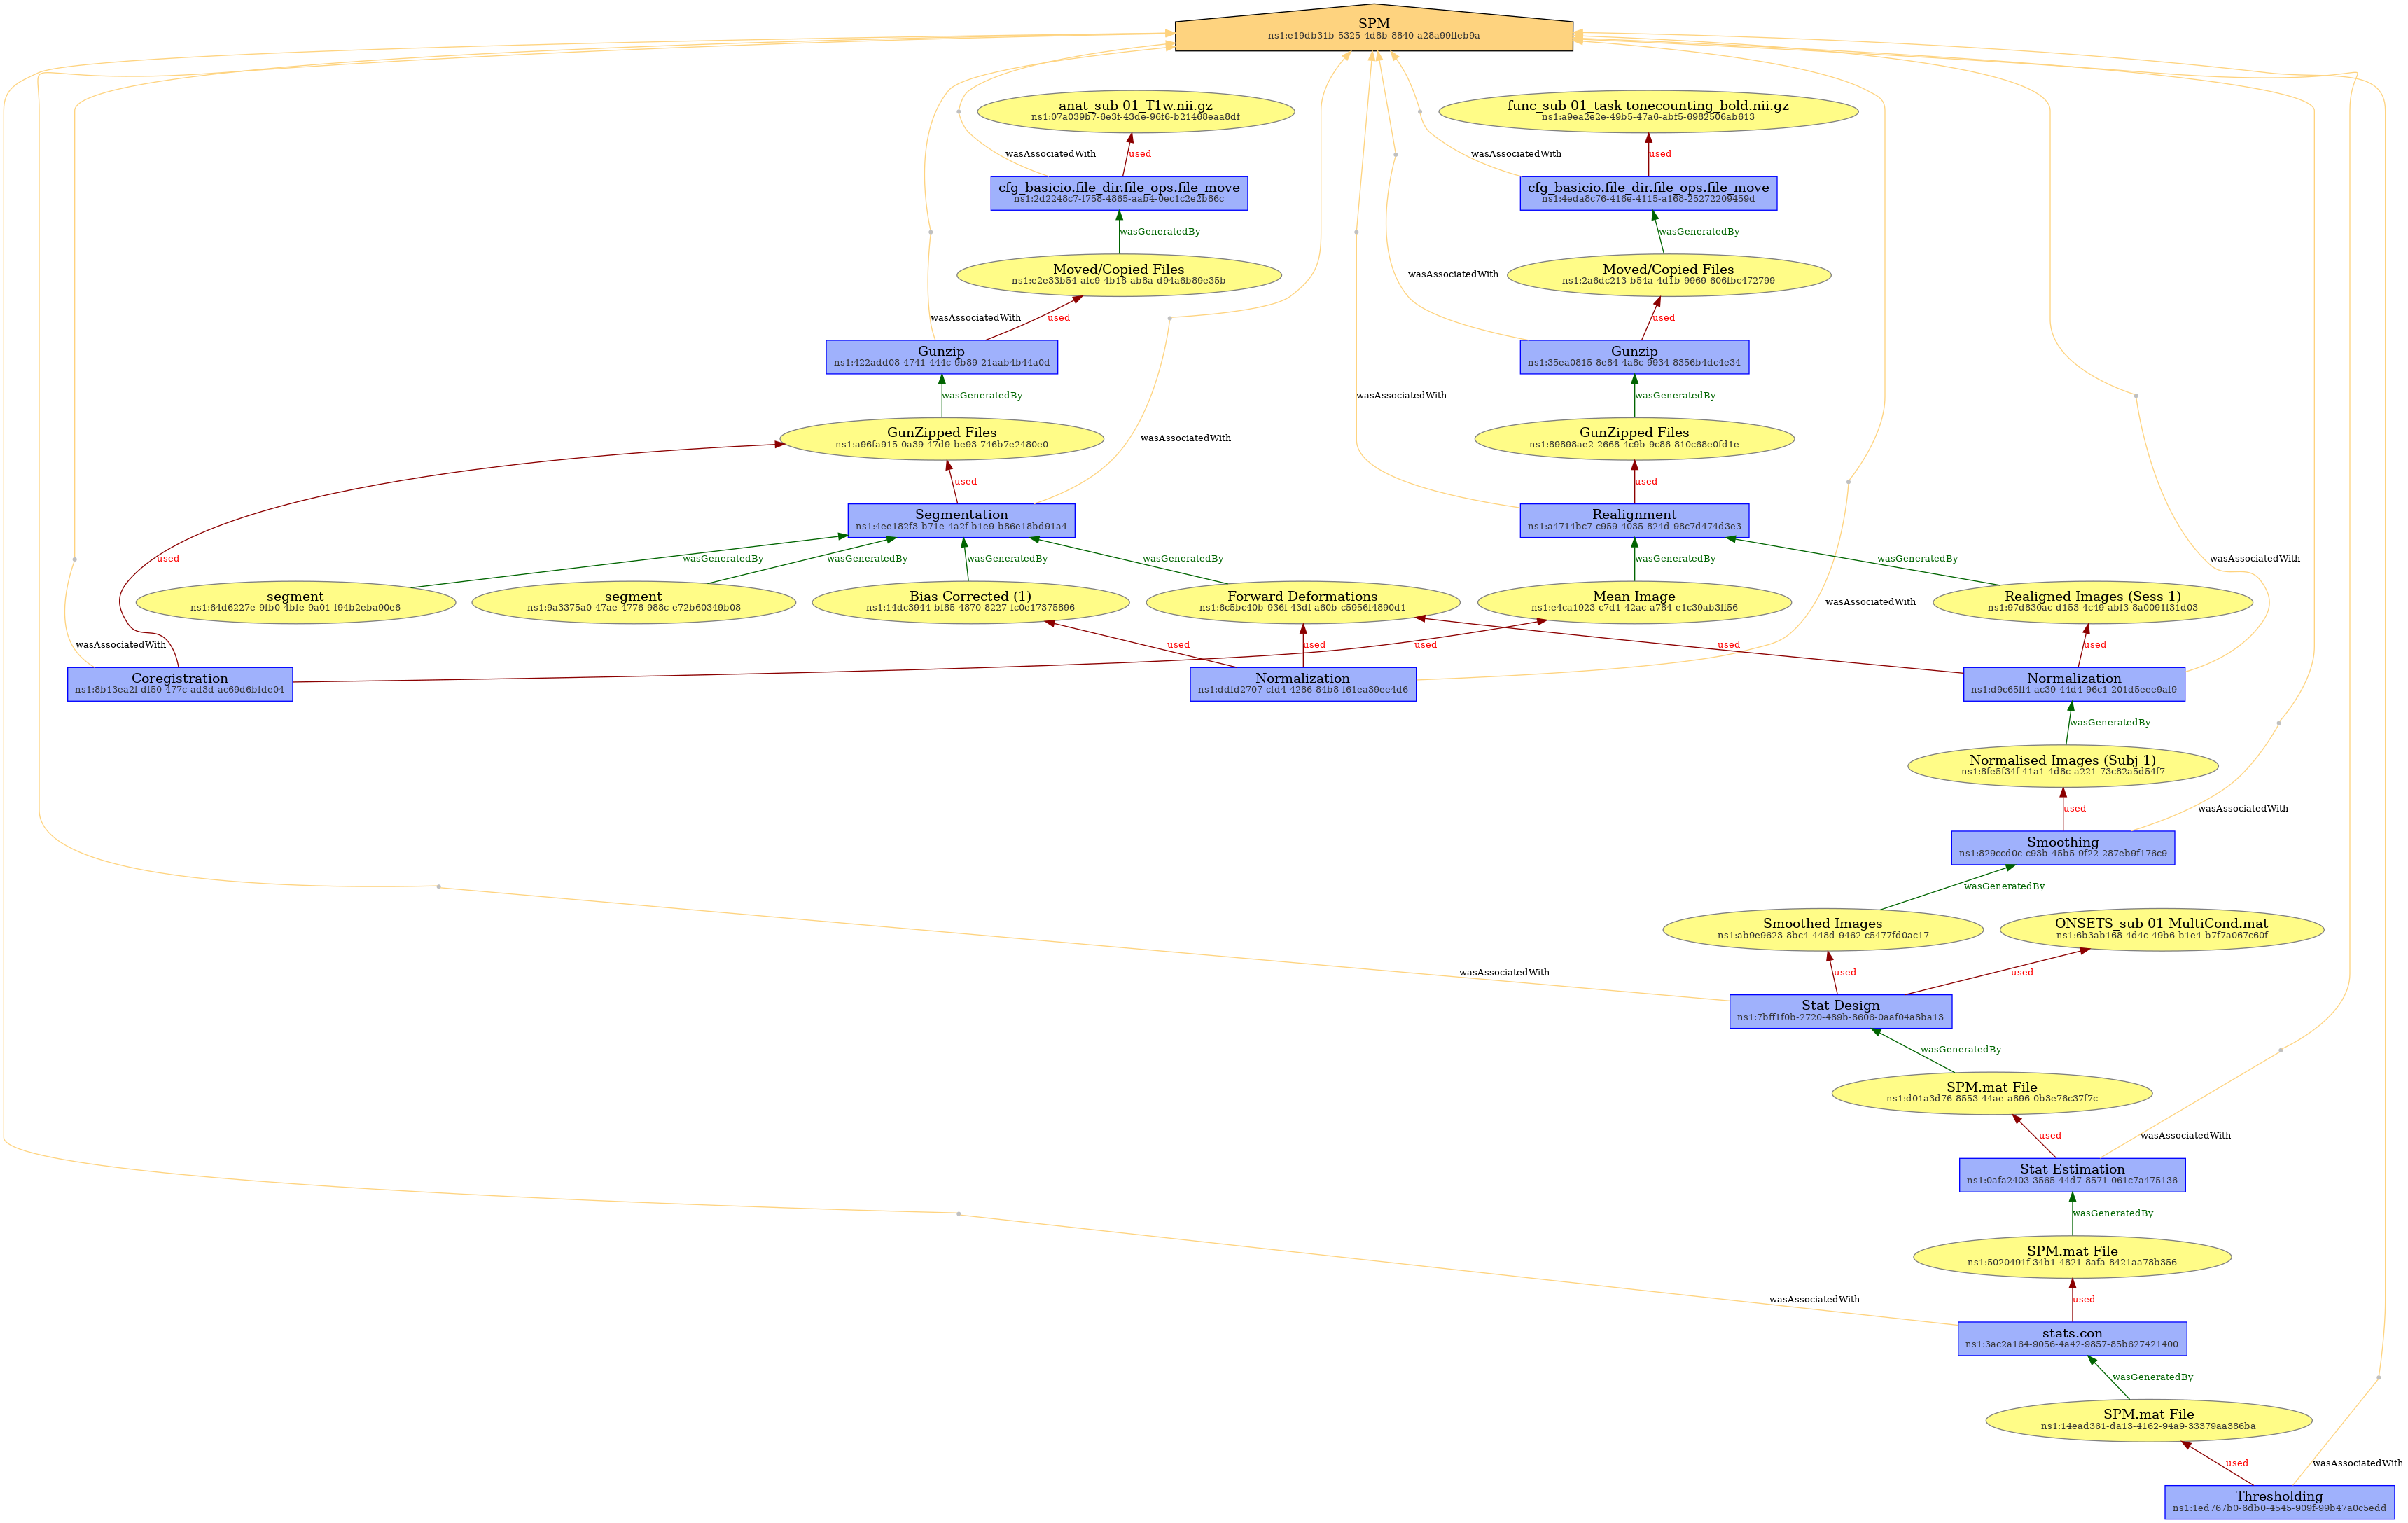 SPM
ns1:e19db31b-5325-4d8b-8840-a28a99ffeb9a
anat_sub-01_T1w.nii.gz
ns1:07a039b7-6e3f-43de-96f6-b21468eaa8df
func_sub-01_task-tonecounting_bold.nii.gz
ns1:a9ea2e2e-49b5-47a6-abf5-6982506ab613
wasAssociatedWith
used
wasAssociatedWith
used
cfg_basicio.file_dir.file_ops.file_move
ns1:2d2248c7-f758-4865-aab4-0ec1c2e2b86c
cfg_basicio.file_dir.file_ops.file_move
ns1:4eda8c76-416e-4115-a168-25272209459d
wasGeneratedBy
wasGeneratedBy
Moved/Copied Files
ns1:e2e33b54-afc9-4b18-ab8a-d94a6b89e35b
wasAssociatedWith
Moved/Copied Files
ns1:2a6dc213-b54a-4d1b-9969-606fbc472799
wasAssociatedWith
used
used
Gunzip
ns1:422add08-4741-444c-9b89-21aab4b44a0d
Gunzip
ns1:35ea0815-8e84-4a8c-9934-8356b4dc4e34
wasGeneratedBy
wasAssociatedWith
wasGeneratedBy
GunZipped Files
ns1:a96fa915-0a39-47d9-be93-746b7e2480e0
wasAssociatedWith
GunZipped Files
ns1:89898ae2-2668-4c9b-9c86-810c68e0fd1e
used
used
Segmentation
ns1:4ee182f3-b71e-4a2f-b1e9-b86e18bd91a4
Realignment
ns1:a4714bc7-c959-4035-824d-98c7d474d3e3
used
wasGeneratedBy
wasGeneratedBy
wasGeneratedBy
wasGeneratedBy
wasGeneratedBy
wasGeneratedBy
wasAssociatedWith
segment
ns1:64d6227e-9fb0-4bfe-9a01-f94b2eba90e6
segment
ns1:9a3375a0-47ae-4776-988c-e72b60349b08
Bias Corrected (1)
ns1:14dc3944-bf85-4870-8227-fc0e17375896
Forward Deformations
ns1:6c5bc40b-936f-43df-a60b-c5956f4890d1
Mean Image
ns1:e4ca1923-c7d1-42ac-a784-e1c39ab3ff56
wasAssociatedWith
Realigned Images (Sess 1)
ns1:97d830ac-d153-4c49-abf3-8a0091f31d03
wasAssociatedWith
used
used
used
used
used
Coregistration
ns1:8b13ea2f-df50-477c-ad3d-ac69d6bfde04
Normalization
ns1:ddfd2707-cfd4-4286-84b8-f61ea39ee4d6
Normalization
ns1:d9c65ff4-ac39-44d4-96c1-201d5eee9af9
wasGeneratedBy
Normalised Images (Subj 1)
ns1:8fe5f34f-41a1-4d8c-a221-73c82a5d54f7
used
wasAssociatedWith
Smoothing
ns1:829ccd0c-c93b-45b5-9f22-287eb9f176c9
wasGeneratedBy
Smoothed Images
ns1:ab9e9623-8bc4-448d-9462-c5477fd0ac17
ONSETS_sub-01-MultiCond.mat
ns1:6b3ab168-4d4c-49b6-b1e4-b7f7a067c60f
wasAssociatedWith
used
used
Stat Design
ns1:7bff1f0b-2720-489b-8606-0aaf04a8ba13
wasGeneratedBy
SPM.mat File
ns1:d01a3d76-8553-44ae-a896-0b3e76c37f7c
used
wasAssociatedWith
Stat Estimation
ns1:0afa2403-3565-44d7-8571-061c7a475136
wasGeneratedBy
SPM.mat File
ns1:5020491f-34b1-4821-8afa-8421aa78b356
wasAssociatedWith
used
stats.con
ns1:3ac2a164-9056-4a42-9857-85b627421400
wasGeneratedBy
SPM.mat File
ns1:14ead361-da13-4162-94a9-33379aa386ba
used
wasAssociatedWith
Thresholding
ns1:1ed767b0-6db0-4545-909f-99b47a0c5edd